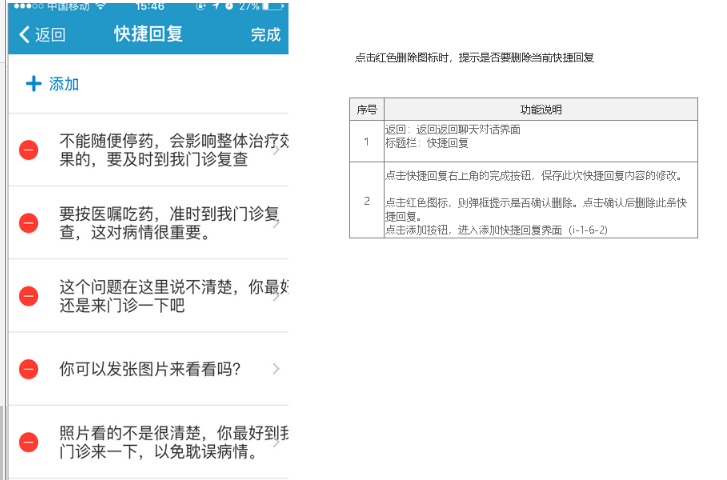 中国移动 15:46 27%
返回 快捷回复 完成
添加
不能随便停药，会影响整体治疗效
果的，要及时到我门诊复查
要按医嘱吃药，准时到我门诊复
查，这对病情很重要。
这个问题在这里说不清楚，你最好
还是来门诊一下吧
你可以发张图片来看看吗?
照片看的不是很清楚，你最好到我
门诊来一下，以免耽误病情。
点击红色删除图标时，提示是否要删除当前快捷回复
序号 功能说明
1
返回：返回返回聊天对话界面
标题栏：快捷回复
2
点击快捷回复右上角的完成按钮，保存此次快捷回复内容的修改。
点击红色图标，则弹框提示是否确认删除。点击确认后删除此条快
捷回复。
点击添加按钮，进入添加快捷回复界面（i-1-6-2)